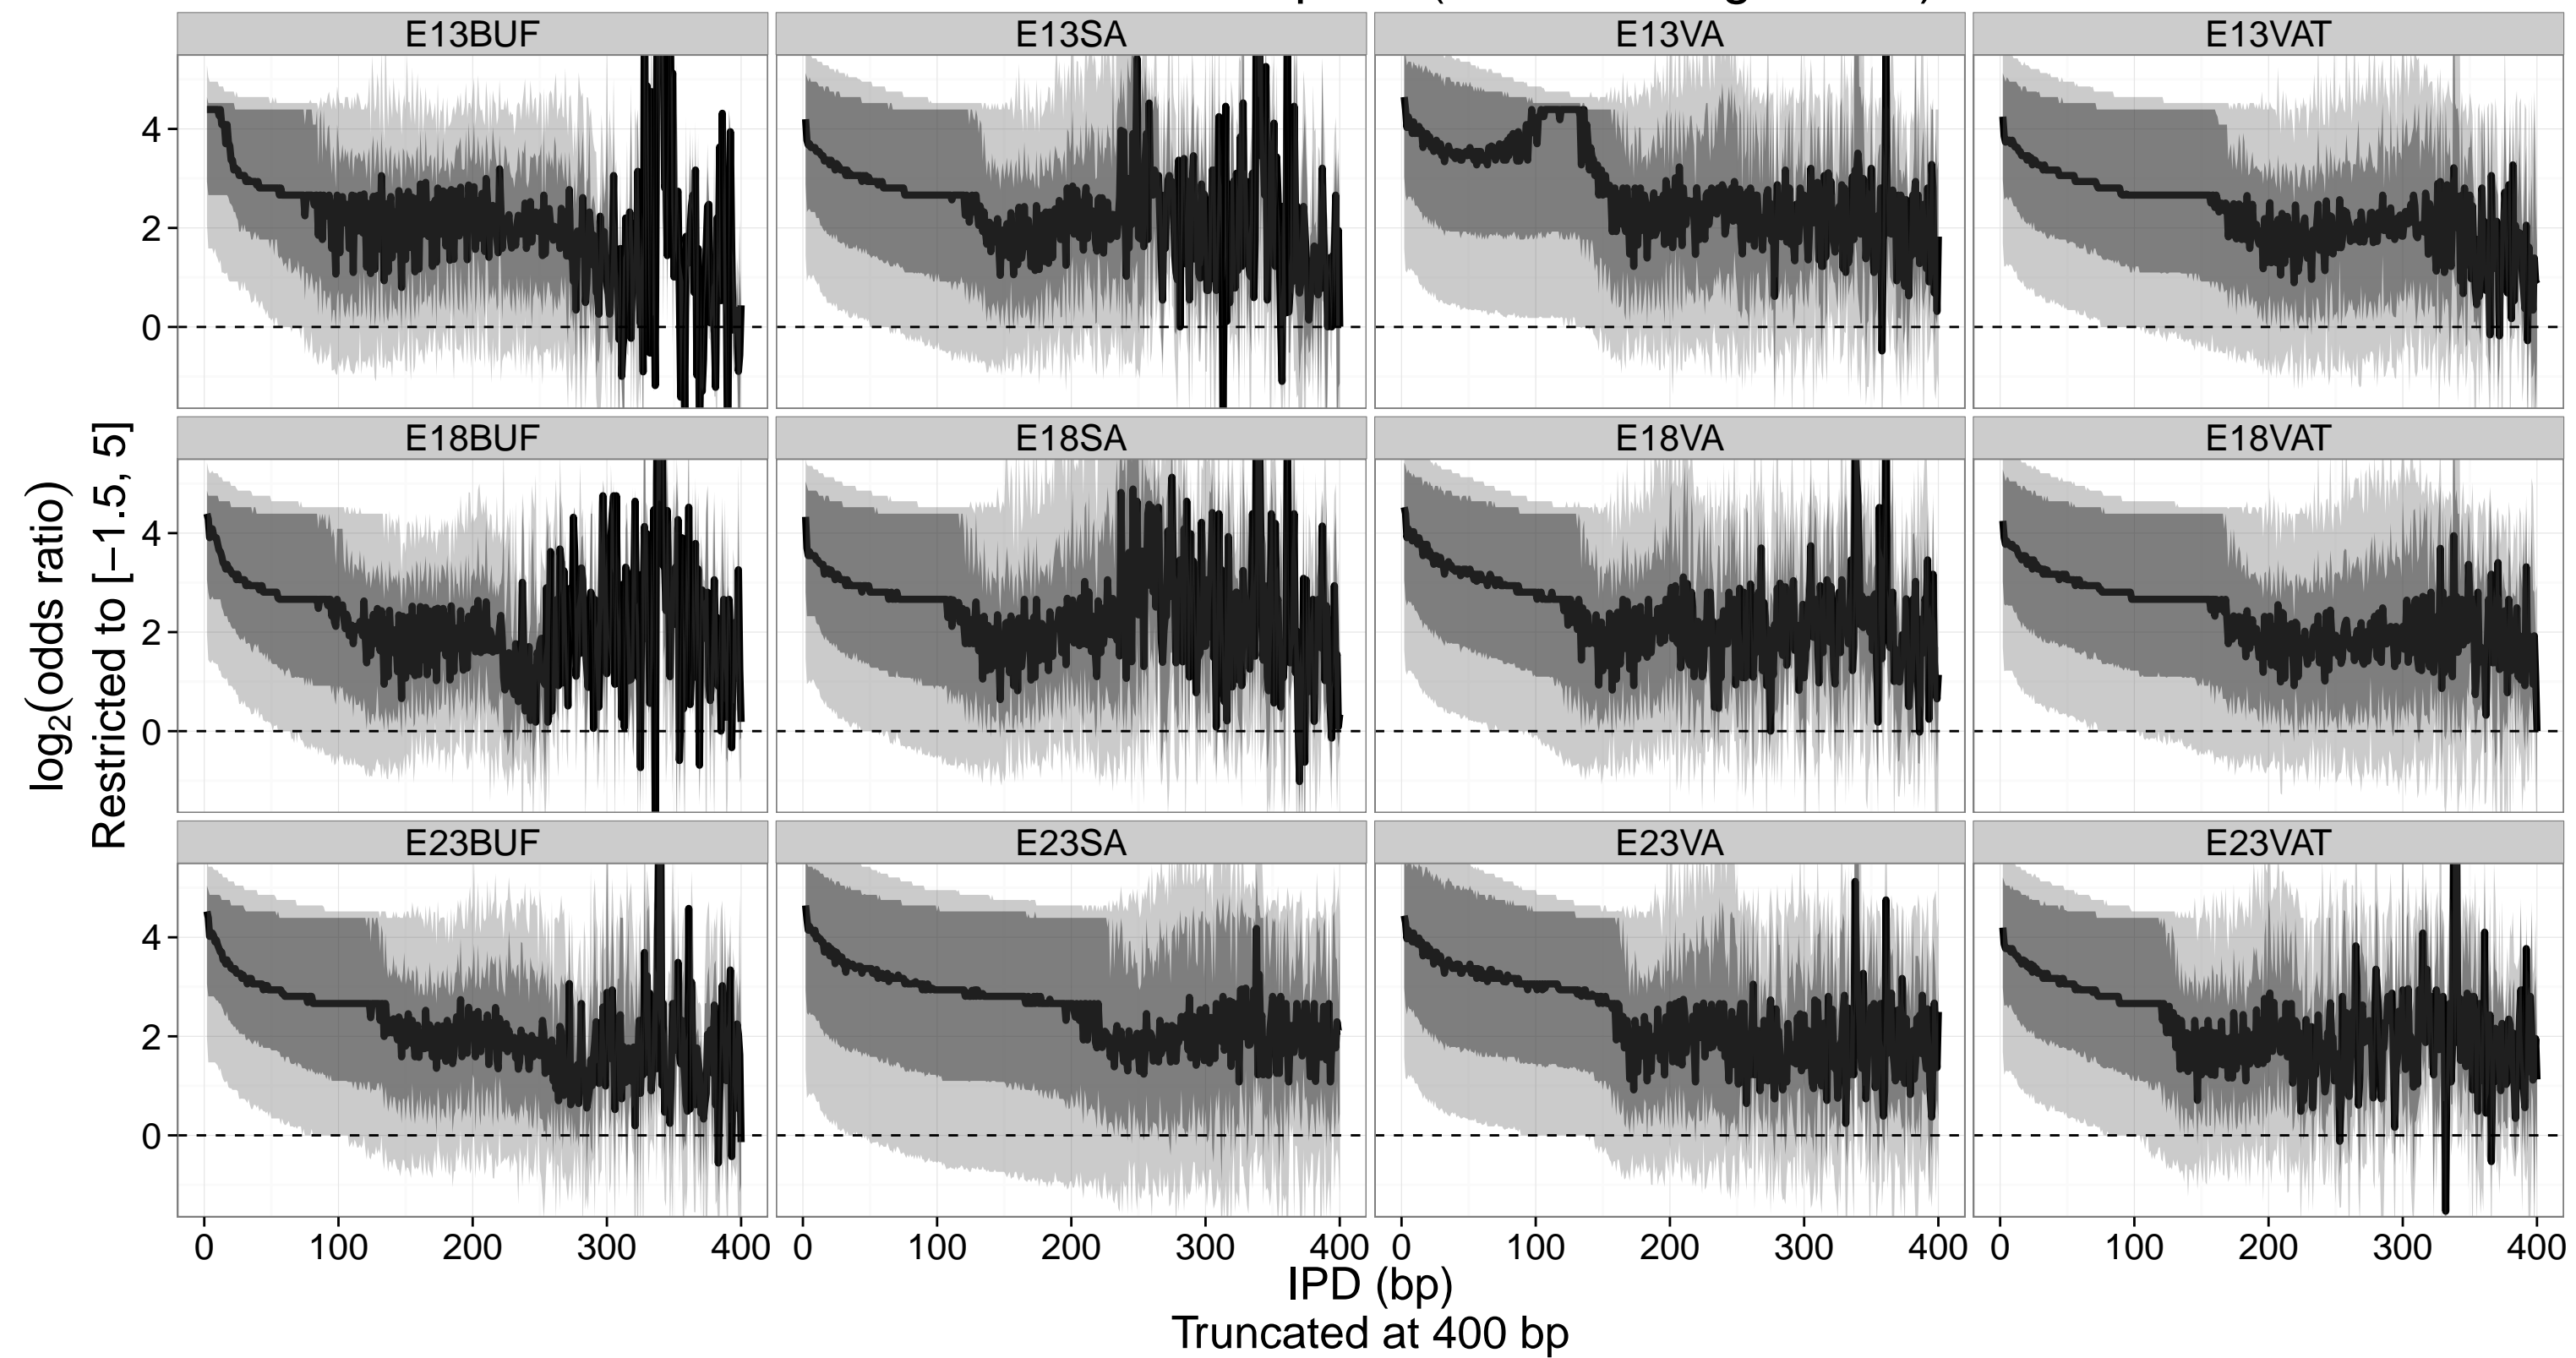 E13BUF E13SA E13VA E13VAT
4
2
0
E18BUF E18SA E18VA E18VAT
4
2
0
log2(odds ratio)
Restricted to [−1.5, 5]
E23BUF E23SA E23VA E23VAT
4
2
0
0 100 200 300 400 0 100 200 300 400 0 100 200 300 400 0 100 200 300 400
IPD (bp)
Truncated at 400 bp